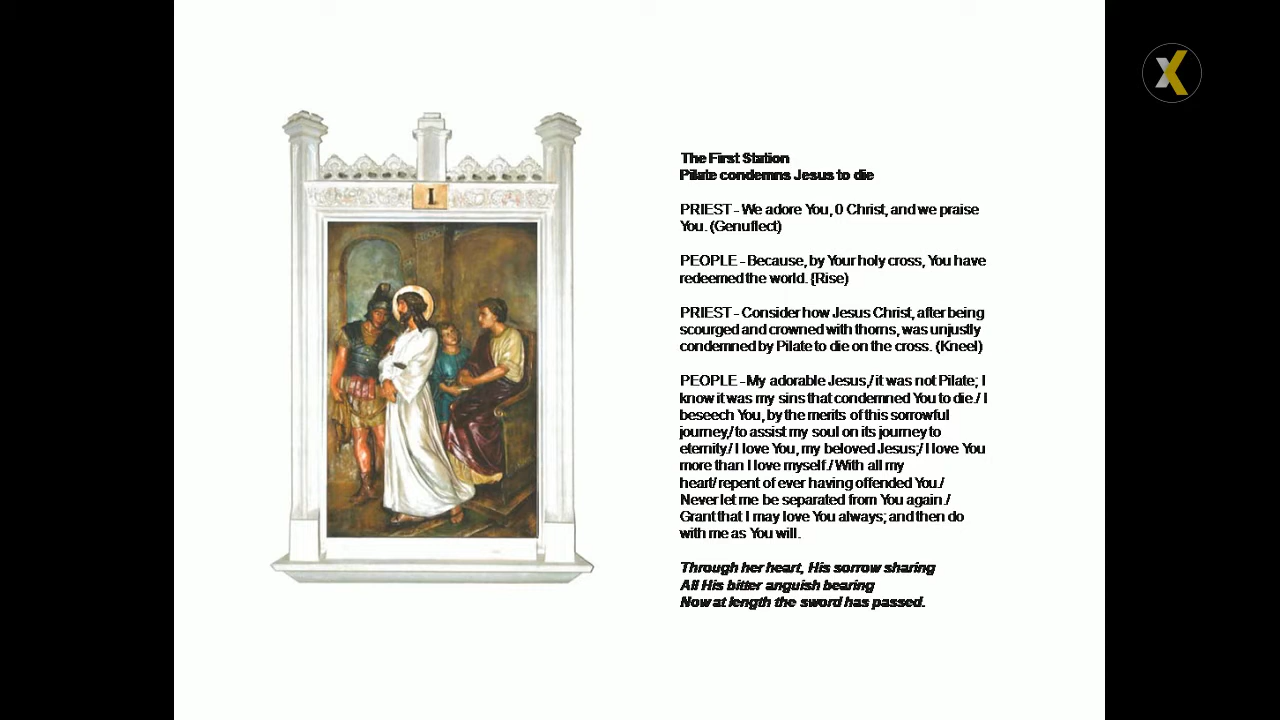 I
The First Station
Pilate condemns Jesus to die
PRIEST - We adore You, 0 Christ, and we praise
You. (Genuflect)
PEOPLE - Because, by Your holy cross, You have
redeemed the world. {Rise)
PRIEST - Consider how Jesus Christ, after being
scourged and crowned with thorns, was unjustly
condemned by Pilate to die on the cross. (Kneel)
PEOPLE - My adorable Jesus,/ it was not Pilate; I
know it was my sins that condemned You to die./ I
beseech You, by the merits of this sorrowful
journey,/ to assist my soul on its journey to
eternity./ I love You, my beloved Jesus;/ I love You
more than I love myself./ With all my
heart/ repent of ever having offended You./
Never let me be separated from You again./
Grant that I may love You always; and then do
with me as You will.
Through her heart, His sorrow sharing
All His bitter anguish bearing
Now at length the sword has passed.